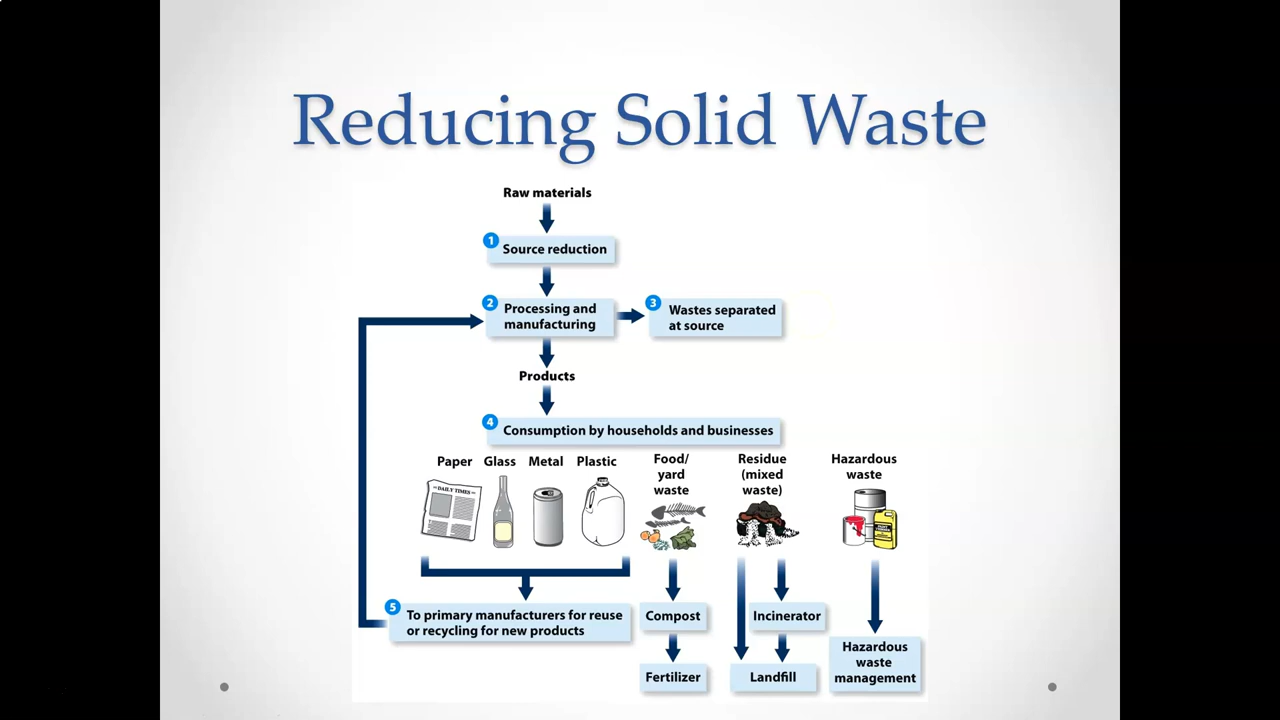 Reducing Solid Waste
Raw materials
1
Source reduction
2
Processing and
manufacturing
3
Wastes separated
at source
Products
4
Consumption by households and businesses
Paper
Glass
Metal
Plastic
Food/
yard
waste
Residue
(mixed
waste)
Hazardous
waste
DAILY TIMES
5
To primary manufacturers for reuse
or recycling for new products
Compost
Incinerator
Fertilizer
Landfill
Hazardous
waste
management